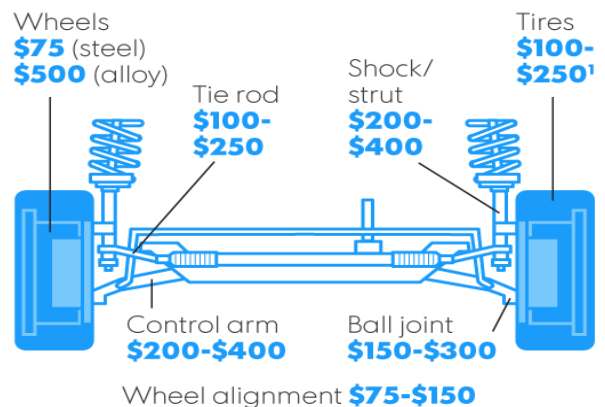 Wheels
$75 (steel)
$500 (alloy)
Tie rod
$100-
$250
Shock/
strut
$200-
$400
Tires
$100-
$250¹
Control arm
$200-$400
Ball joint
$150-$300
Wheel alignment $75-$150